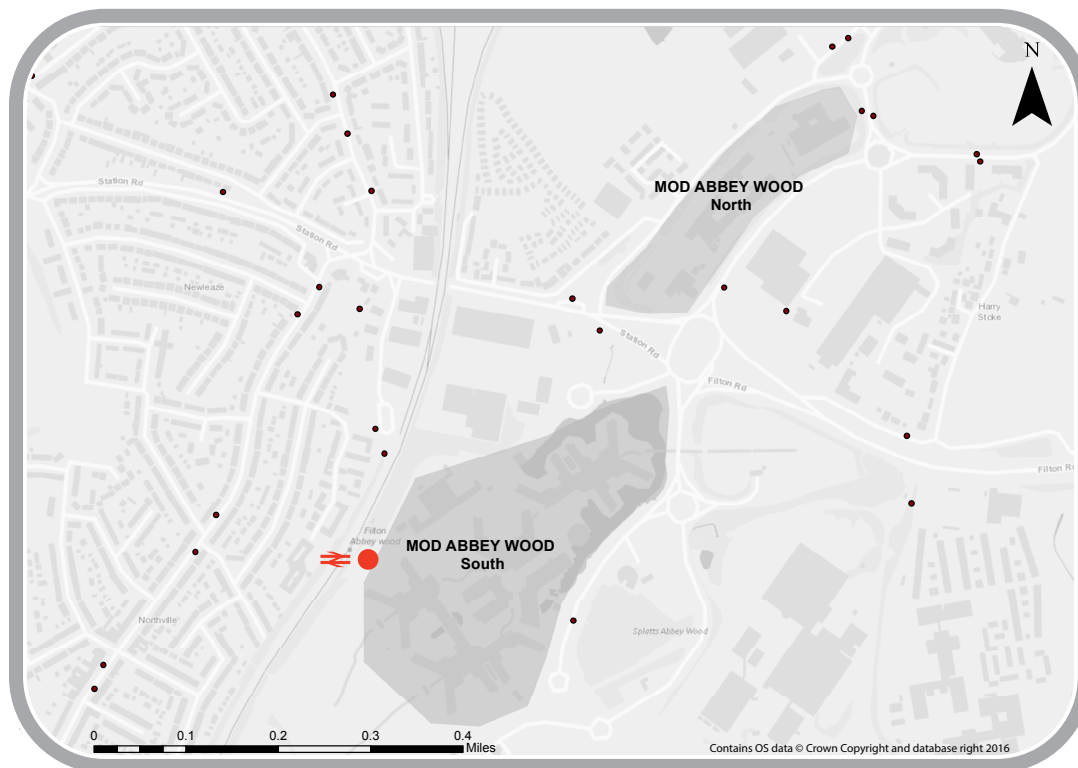 N
MOD ABBEY WOOD
North
Station Rd
Station Rd
Newleaze
Harry
Stoke
Station Rd
Filton Rd
Filton Rd
Filton
Abbey wood
MOD ABBEY WOOD
South
Northville
Splatts Abbey Wood
0 0.1 0.2 0.3 0.4
Miles
Contains OS data © Crown Copyright and database right 2016